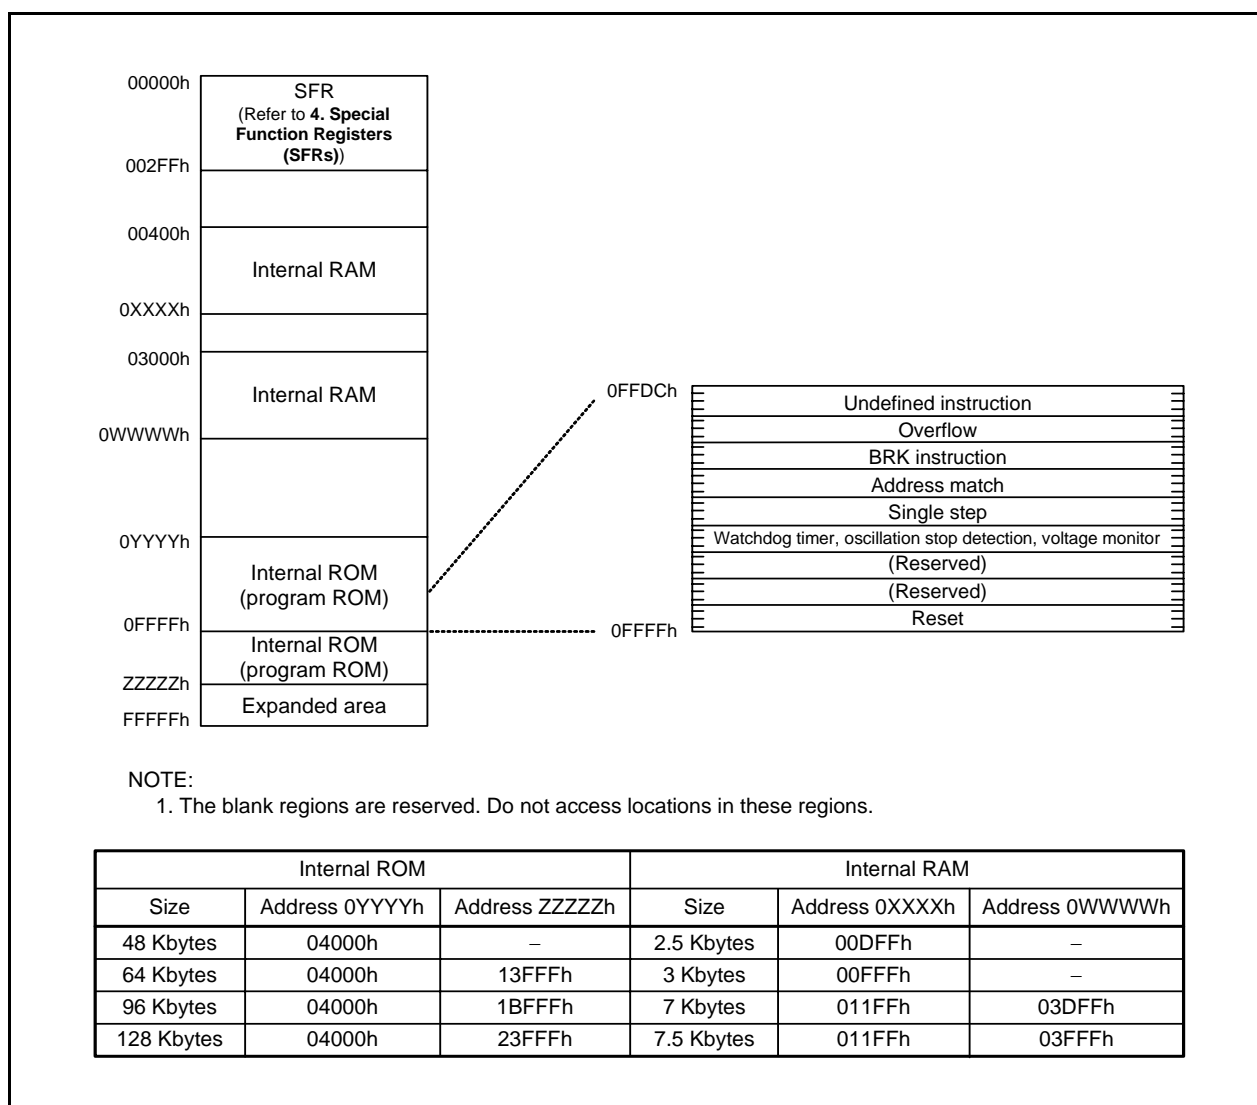 00000h
SFR
(Refer to 4. Special
Function Registers
(SFRs))
002FFh
00400h
Internal RAM
0XXXXh
03000h
Internal RAM
0WWWWh
0YYYYh
Internal ROM
(program ROM)
0FFFFh
Internal ROM
(program ROM)
ZZZZZh
Expanded area
FFFFFh
0FFDCh
Undefined instruction
Overflow
BRK instruction
Address match
Single step
Watchdog timer, oscillation stop detection, voltage monitor
(Reserved)
(Reserved)
Reset
0FFFFh
NOTE:
1. The blank regions are reserved. Do not access locations in these regions.
Internal ROM Internal RAM
Size Address 0YYYYh Address ZZZZZh Size Address 0XXXXh Address 0WWWWh
48 Kbytes 04000h – 2.5 Kbytes 00DFFh –
64 Kbytes 04000h 13FFFh 3 Kbytes 00FFFh –
96 Kbytes 04000h 1BFFFh 7 Kbytes 011FFh 03DFFh
128 Kbytes 04000h 23FFFh 7.5 Kbytes 011FFh 03FFFh